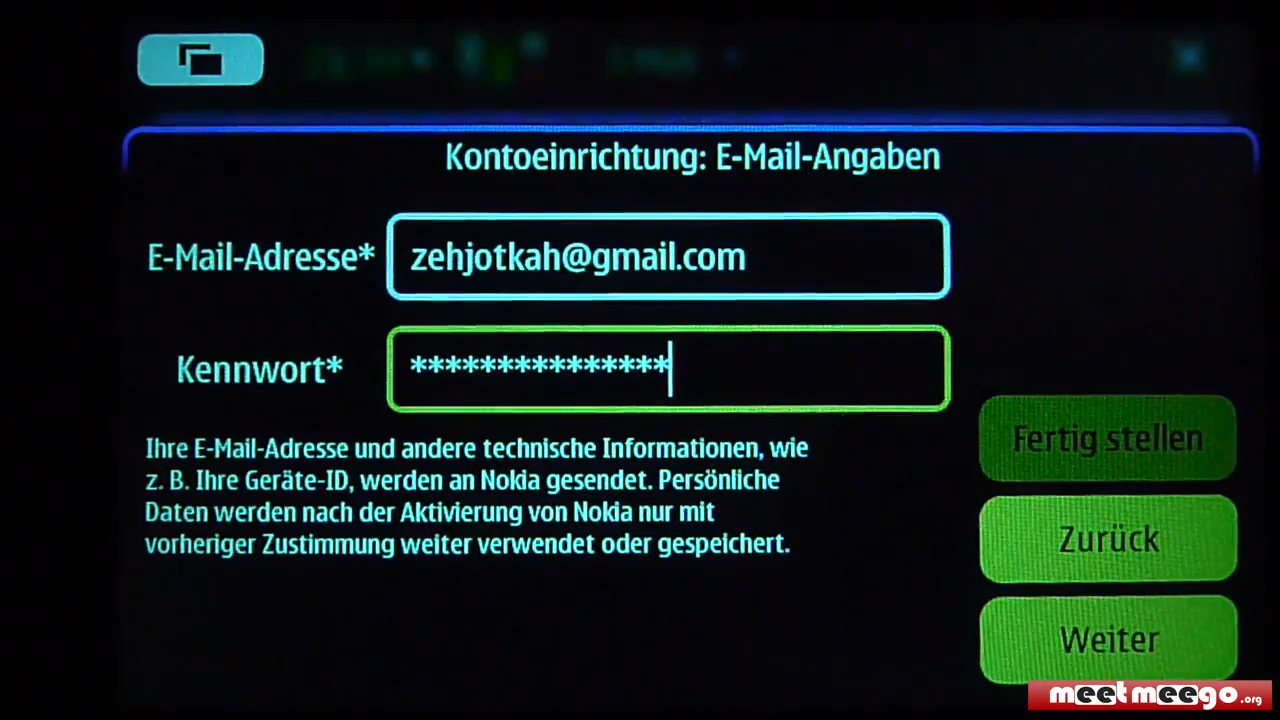 Kontoeinrichtung: E-Mail-Angaben
E-Mail-Adresse* zehjotkah@gmail.com
Kennwort* ***************
Ihre E-Mail-Adresse und andere technische Informationen, wie
z. B. Ihre Geräte-ID, werden an Nokia gesendet. Persönliche
Daten werden nach der Aktivierung von Nokia nur mit
vorheriger Zustimmung weiter verwendet oder gespeichert.
Fertig stellen
Zurück
Weiter
meetmeego.org